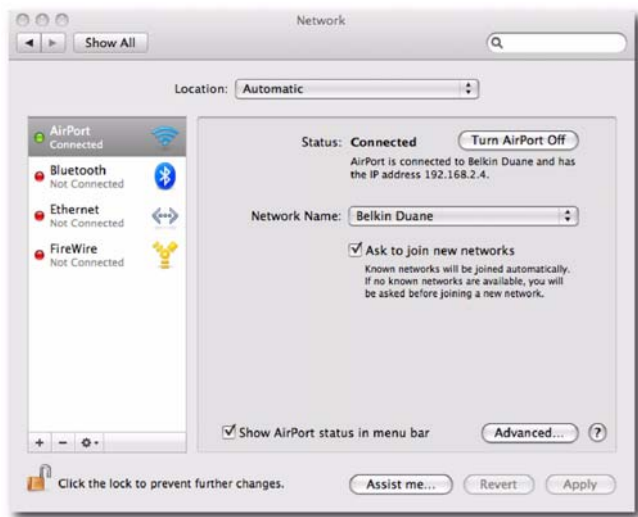 Network
Show All
Location: Automatic
AirPort
Connected
Bluetooth
Not Connected
Ethernet
Not Connected
FireWire
Not Connected
Status: Connected Turn AirPort Off
AirPort is connected to Belkin Duane and has
the IP address 192.168.2.4.
Network Name: Belkin Duane
Ask to join new networks
Known networks will be joined automatically.
If no known networks are available, you will
be asked before joining a new network.
Show AirPort status in menu bar Advanced... ?
Click the lock to prevent further changes. Assist me... Revert Apply